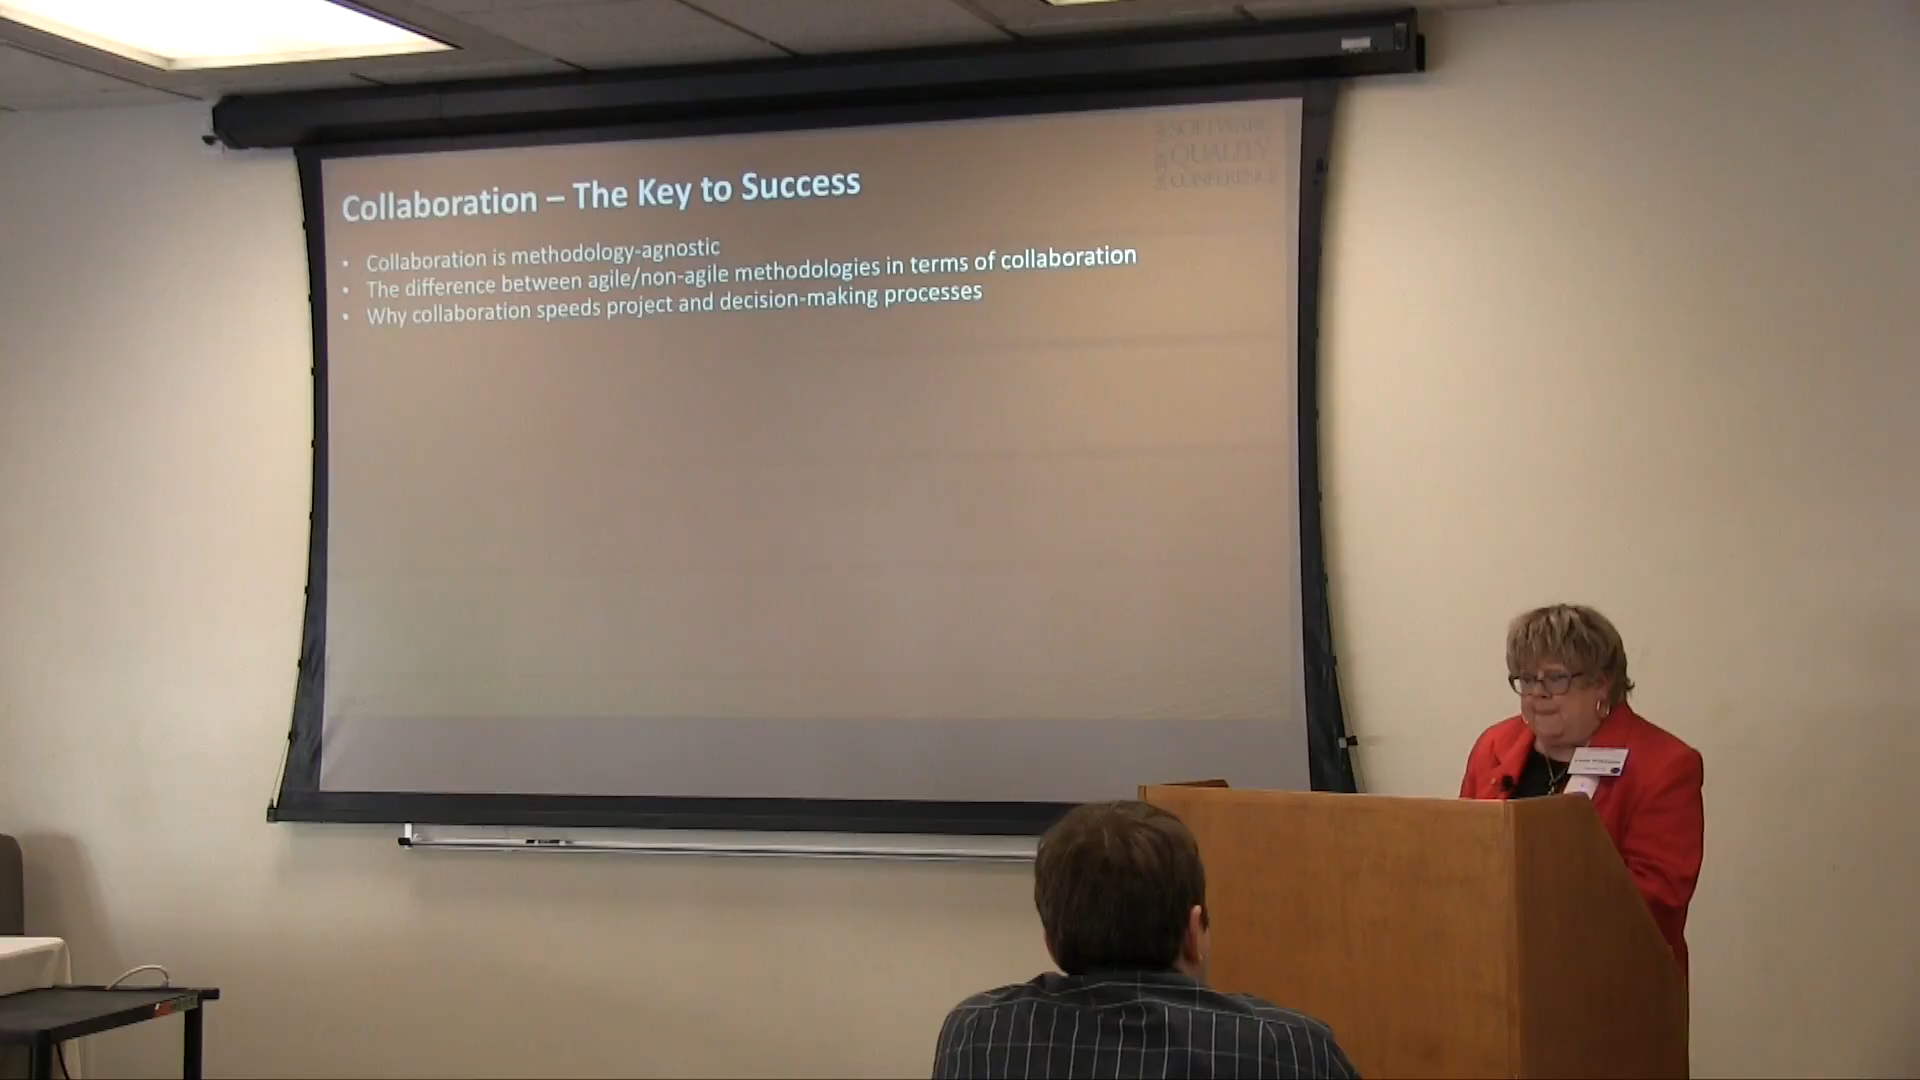 SOFTWARE
QUALITY
CONFERENCE
Collaboration – The Key to Success
• Collaboration is methodology-agnostic
• The difference between agile/non-agile methodologies in terms of collaboration
• Why collaboration speeds project and decision-making processes